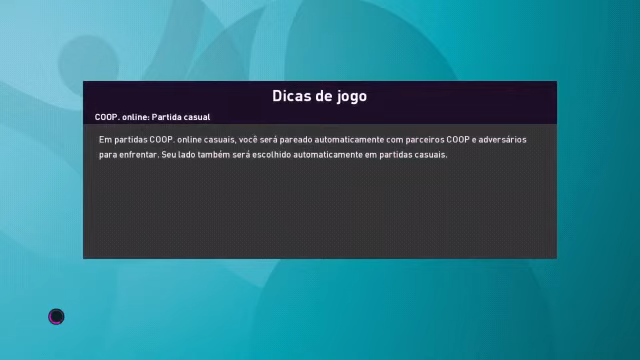 Dicas de jogo
COOP. online: Partida casual
Em partidas COOP. online casuais, você será pareado automaticamente com parceiros COOP e adversários
para enfrentar. Seu lado também será escolhido automaticamente em partidas casuais.